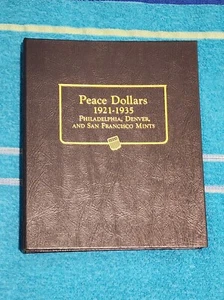 Peace Dollars
1921-1935
Philadelphia, Denver,
and San Francisco Mints